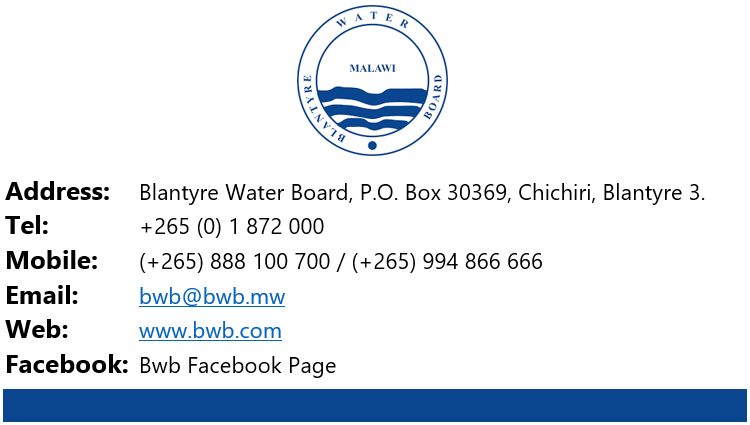 BLANTYRE WATER BOARD
MALAWI
Address: Blantyre Water Board, P.O. Box 30369, Chichiri, Blantyre 3.
Tel: +265 (0) 1 872 000
Mobile: (+265) 888 100 700 / (+265) 994 866 666
Email: bwb@bwb.mw
Web: www.bwb.com
Facebook: Bwb Facebook Page